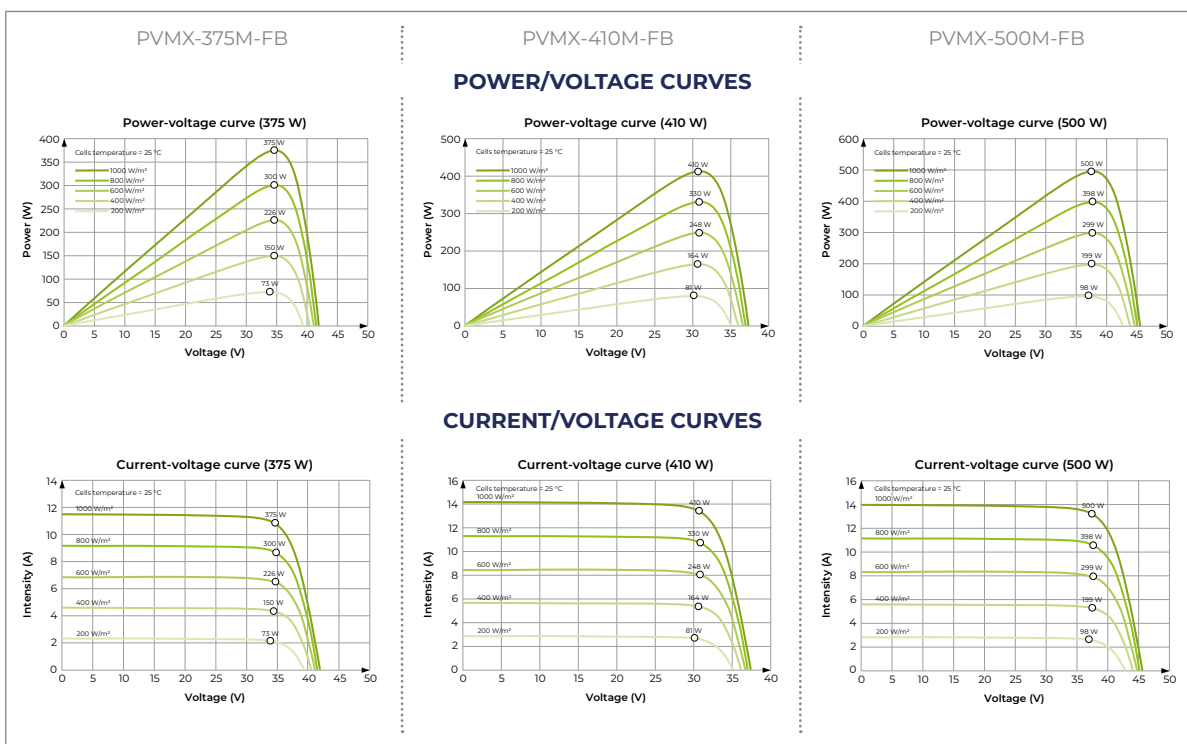 PVMX-375M-FB
PVMX-410M-FB
PVMX-500M-FB
POWER/VOLTAGE CURVES
Power-voltage curve (375 W)
Cells temperature = 25 °C
1000 W/m²
800 W/m²
600 W/m²
400 W/m²
200 W/m²
375 W
300 W
226 W
150 W
73 W
Power (W)
400
350
300
250
200
150
100
50
0
0 5 10 15 20 25 30 35 40 45 50
Voltage (V)
Power-voltage curve (410 W)
Cells temperature = 25 °C
1000 W/m²
800 W/m²
600 W/m²
400 W/m²
200 W/m²
410 W
330 W
248 W
164 W
81 W
Power (W)
500
400
300
200
100
0
0 5 10 15 20 25 30 35 40
Voltage (V)
Power-voltage curve (500 W)
Cells temperature = 25 °C
1000 W/m²
800 W/m²
600 W/m²
400 W/m²
200 W/m²
500 W
398 W
299 W
199 W
98 W
Power (W)
600
500
400
300
200
100
0
0 5 10 15 20 25 30 35 40 45 50
Voltage (V)
CURRENT/VOLTAGE CURVES
Current-voltage curve (375 W)
Cells temperature = 25 °C
1000 W/m²
800 W/m²
600 W/m²
400 W/m²
200 W/m²
375 W
300 W
226 W
150 W
73 W
Intensity (A)
14
12
10
8
6
4
2
0
0 5 10 15 20 25 30 35 40 45 50
Voltage (V)
Current-voltage curve (410 W)
Cells temperature = 25 °C
1000 W/m²
800 W/m²
600 W/m²
400 W/m²
200 W/m²
410 W
330 W
248 W
164 W
81 W
Intensity (A)
16
14
12
10
8
6
4
2
0
0 5 10 15 20 25 30 35 40
Voltage (V)
Current-voltage curve (500 W)
Cells temperature = 25 °C
1000 W/m²
800 W/m²
600 W/m²
400 W/m²
200 W/m²
500 W
398 W
299 W
199 W
98 W
Intensity (A)
16
14
12
10
8
6
4
2
0
0 5 10 15 20 25 30 35 40 45 50
Voltage (V)